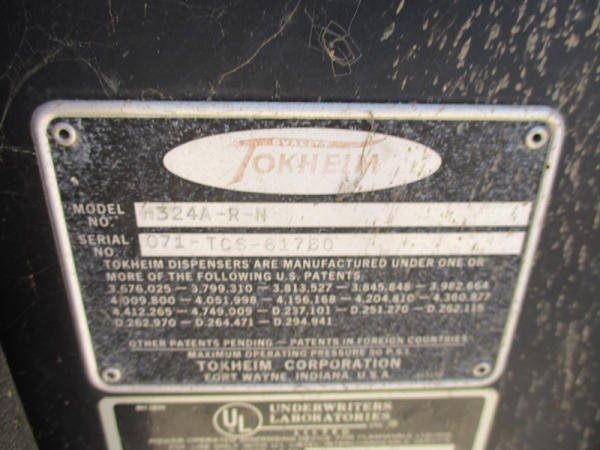 QUALITY
TOKHEIM
MODEL NO. M324A-R-N
SERIAL NO. 071-TCS-61780
TOKHEIM DISPENSERS ARE MANUFACTURED UNDER ONE OR
MORE OF THE FOLLOWING U.S. PATENTS.
3,676,025—3,799,310—3,813,527—3,845,848—3,982,664
4,009,800—4,051,998—4,156,168—4,204,810—4,360,877
4,412,265—4,749,009—D.237,101—D.251,270—D.262,115
D.262,970—D.264,471—D.294,941
OTHER PATENTS PENDING — PATENTS IN FOREIGN COUNTRIES
MAXIMUM OPERATING PRESSURE 50 P.S.I.
TOKHEIM CORPORATION
FORT WAYNE, INDIANA, U.S.A.
UL UNDERWRITERS
LABORATORIES
LISTED